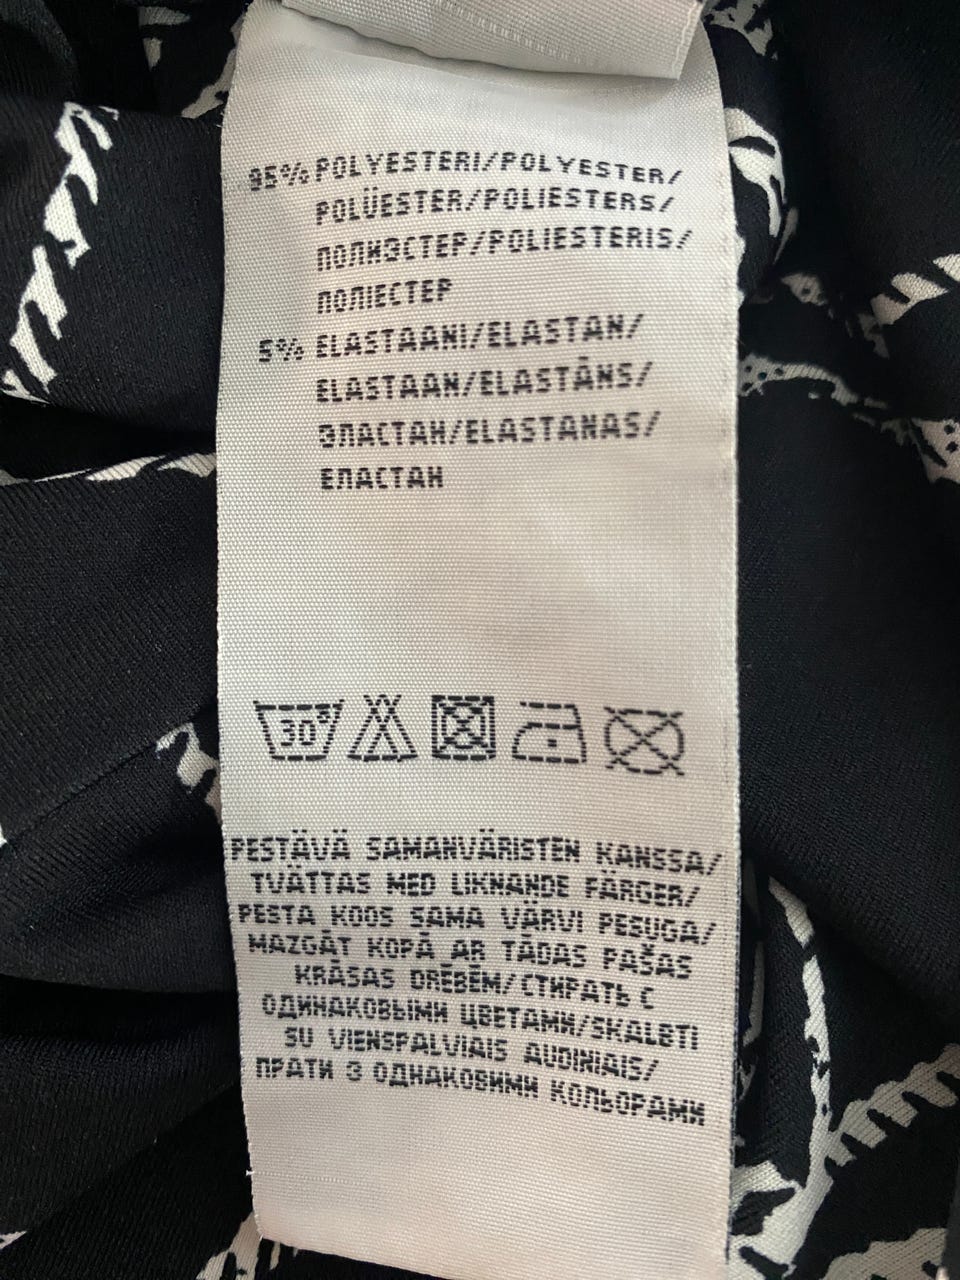 95% POLYESTERI/POLYESTER/
POLÜESTER/POLIESTERS/
ПОЛИЭСТЕР/POLIESTERIS/
ПОЛІЕСТЕР
5% ELASTAANI/ELASTAN/
ELASTAAN/ELASTĀNS/
ЭЛАСТАН/ELASTANAS/
ЕЛАСТАН
30°
PESTÄVÄ SAMANVÄRISTEN KANSSA/
TVÄTTAS MED LIKNANDE FÄRGER/
PESTA KOOS SAMA VÄRVI PESUGA/
MAZGĀT KOPĀ AR TĀDAS PAŠAS
KRĀSAS DRĒBĒM/СТИРАТЬ С
ОДИНАКОВЫМИ ЦВЕТАМИ/SKALBTI
SU VIENSPALVIAIS AUDINIAIS/
ПРАТИ З ОДНАКОВИМИ КОЛЬОРАМИ